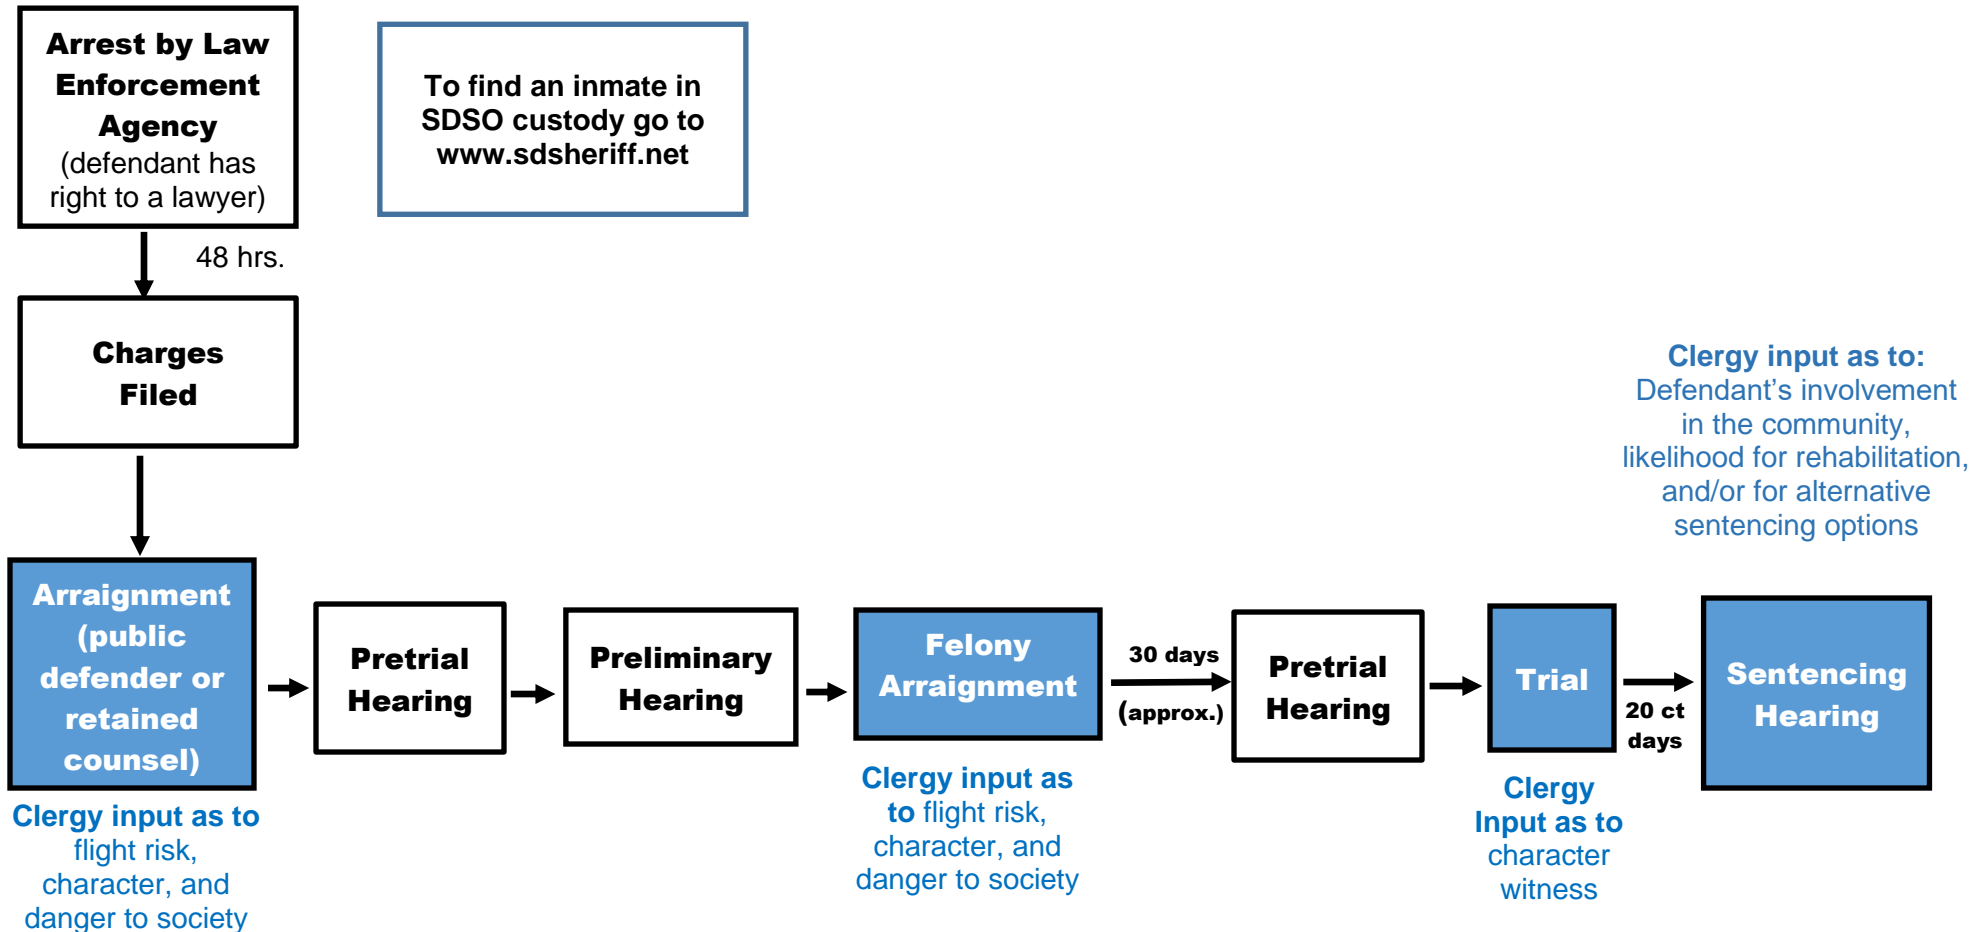 Arrest by Law
Enforcement
Agency
(defendant has
right to a lawyer)
To find an inmate in
SDSO custody go to
www.sdsheriff.net
48 hrs.
Charges
Filed
Clergy input as to:
Defendant’s involvement
in the community,
likelihood for rehabilitation,
and/or for alternative
sentencing options
Arraignment
(public
defender or
retained
counsel)
Clergy input as to
flight risk,
character, and
danger to society
Pretrial
Hearing
Preliminary
Hearing
Felony
Arraignment
Clergy input as
to flight risk,
character, and
danger to society
30 days
(approx.)
Pretrial
Hearing
Trial
Clergy
Input as to
character
witness
20 ct
days
Sentencing
Hearing